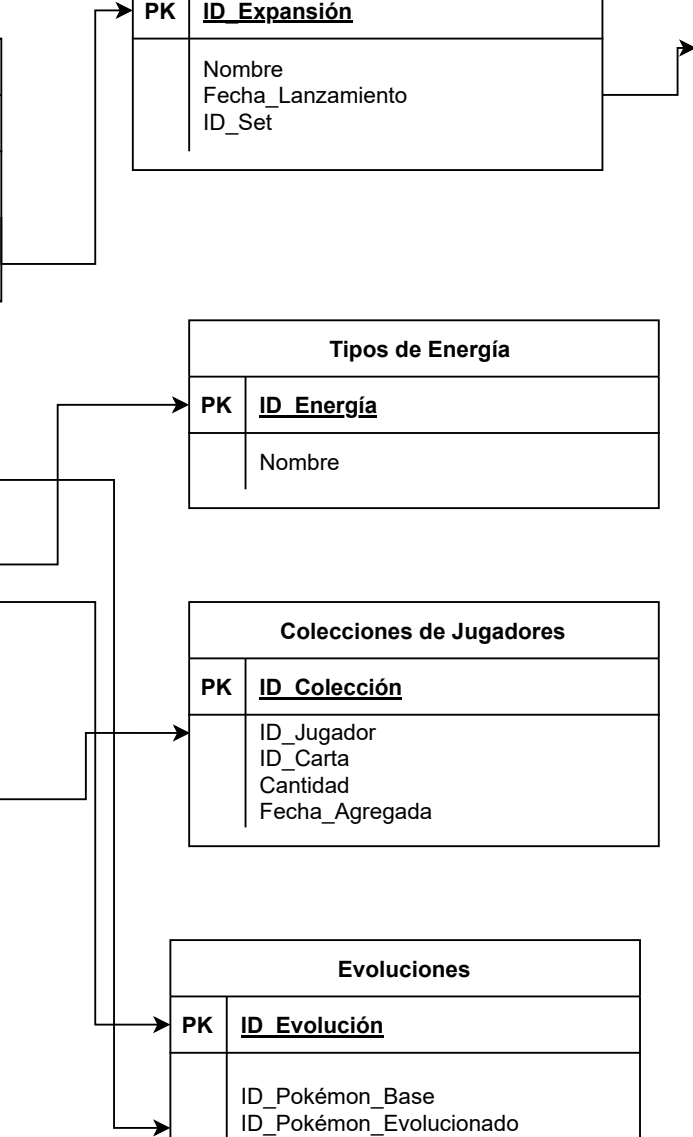 PK ID_Expansión
Nombre
Fecha_Lanzamiento
ID_Set
Tipos de Energía
PK ID_Energía
Nombre
Colecciones de Jugadores
PK ID_Colección
ID_Jugador
ID_Carta
Cantidad
Fecha_Agregada
Evoluciones
PK ID_Evolución
ID_Pokémon_Base
ID_Pokémon_Evolucionado